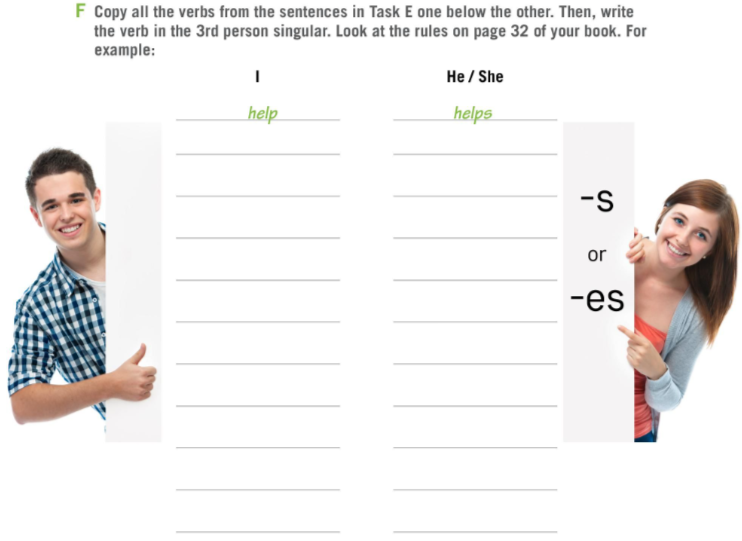 F Copy all the verbs from the sentences in Task E one below the other. Then, write
the verb in the 3rd person singular. Look at the rules on page 32 of your book. For
example:
I He / She
help helps
-s
or
-es